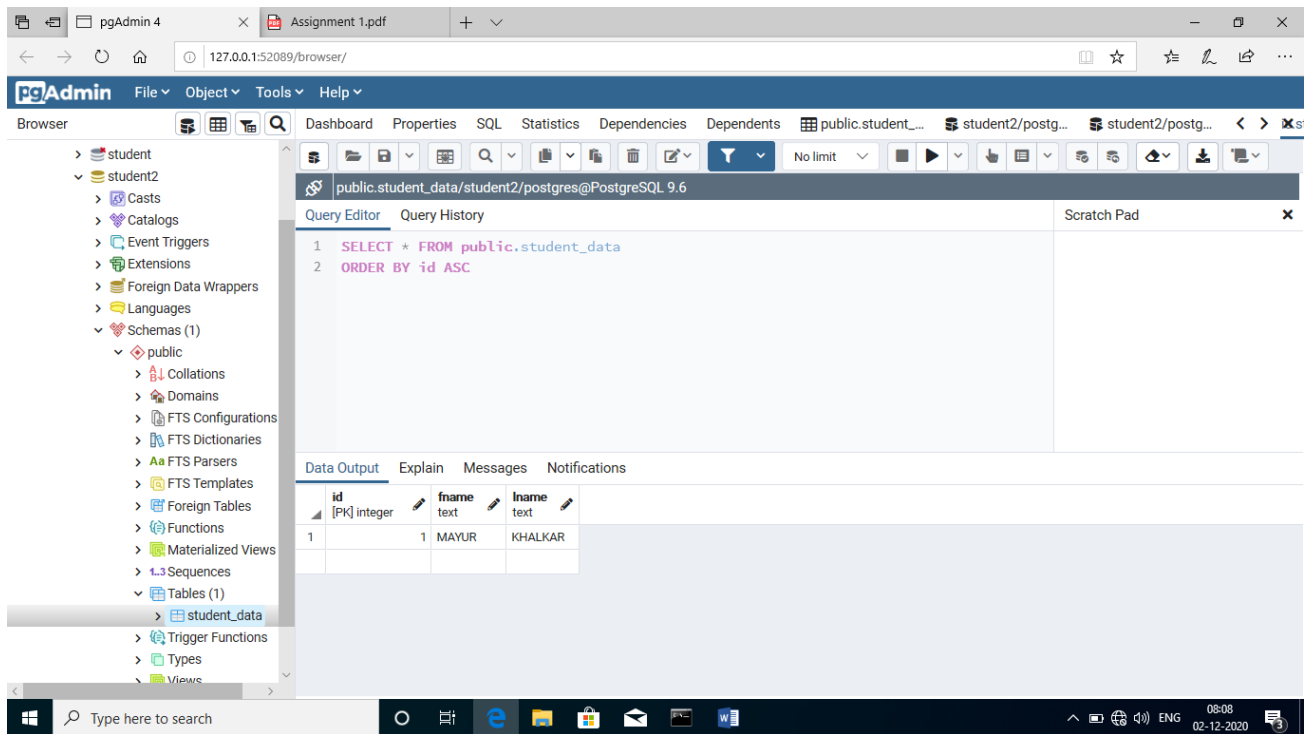 pgAdmin 4
Assignment 1.pdf
127.0.0.1:52089/browser/
pgAdmin File Object Tools Help
Browser
Dashboard Properties SQL Statistics Dependencies Dependents public.student_... student2/postg... student2/postg...
student
student2
Casts
Catalogs
Event Triggers
Extensions
Foreign Data Wrappers
Languages
Schemas (1)
public
Collations
Domains
FTS Configurations
FTS Dictionaries
Aa FTS Parsers
FTS Templates
Foreign Tables
Functions
Materialized Views
1..3 Sequences
Tables (1)
student_data
Trigger Functions
Types
Views
No limit
public.student_data/student2/postgres@PostgreSQL 9.6
Query Editor Query History
Scratch Pad
1 SELECT * FROM public.student_data
2 ORDER BY id ASC
Data Output Explain Messages Notifications
id fname lname
[PK] integer text text
1 1 MAYUR KHALKAR
Type here to search
ENG
08:08
02-12-2020
3